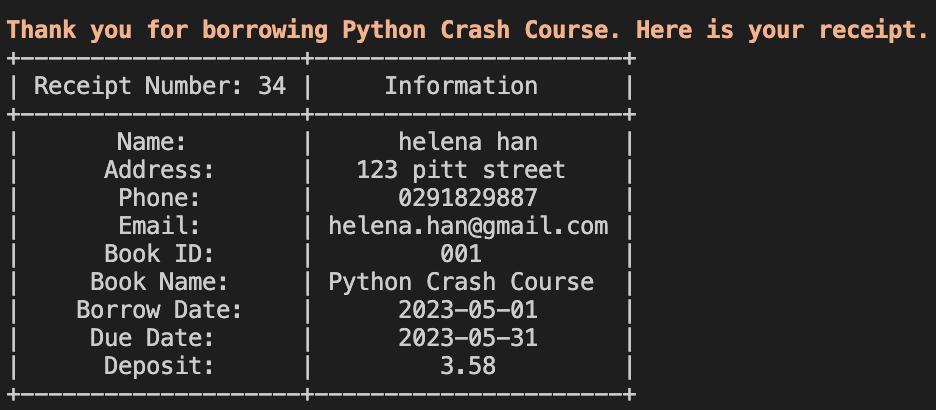 Thank you for borrowing Python Crash Course. Here is your receipt.
Receipt Number: 34 | Information
Name: | helena han
Address: | 123 pitt street
Phone: | 0291829887
Email: | helena.han@gmail.com
Book ID: | 001
Book Name: | Python Crash Course
Borrow Date: | 2023-05-01
Due Date: | 2023-05-31
Deposit: | 3.58